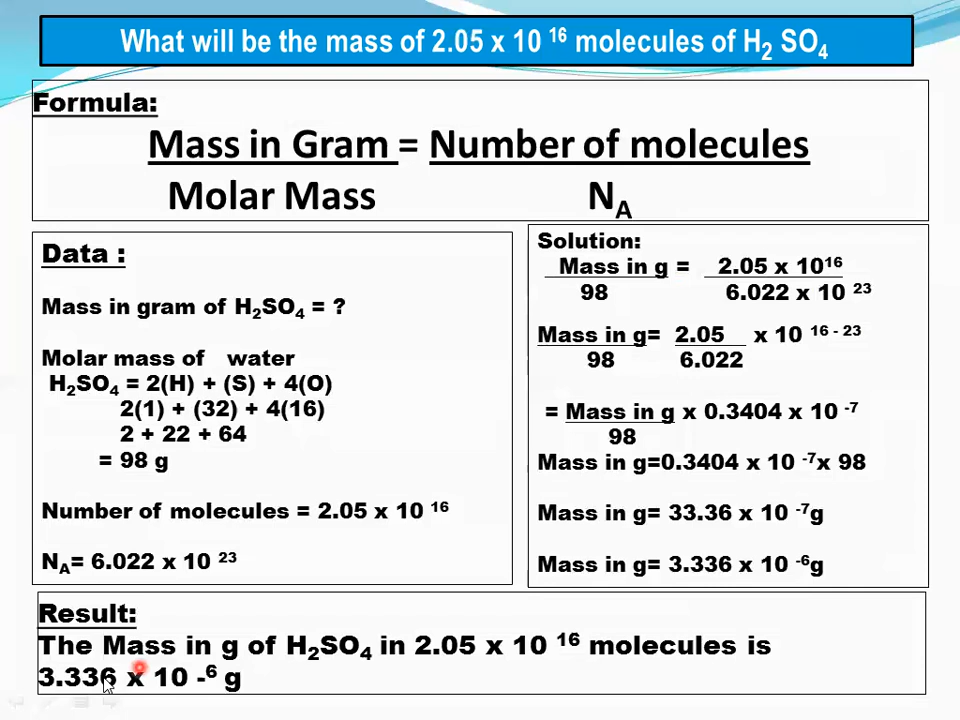 What will be the mass of 2.05 x 10 ¹⁶ molecules of H₂ SO₄
Formula:
Mass in Gram = Number of molecules
Molar Mass N_A
Data :
Mass in gram of H₂SO₄ = ?
Molar mass of water
H₂SO₄ = 2(H) + (S) + 4(O)
2(1) + (32) + 4(16)
2 + 22 + 64
= 98 g
Number of molecules = 2.05 x 10 ¹⁶
N_A= 6.022 x 10 ²³
Solution:
Mass in g = 2.05 x 10¹⁶
98 6.022 x 10 ²³
Mass in g= 2.05 x 10 ¹⁶ ⁻ ²³
98 6.022
= Mass in g x 0.3404 x 10 ⁻⁷
98
Mass in g=0.3404 x 10 ⁻⁷x 98
Mass in g= 33.36 x 10 ⁻⁷g
Mass in g= 3.336 x 10 ⁻⁶g
Result:
The Mass in g of H₂SO₄ in 2.05 x 10 ¹⁶ molecules is
3.336 x 10 -⁶ g